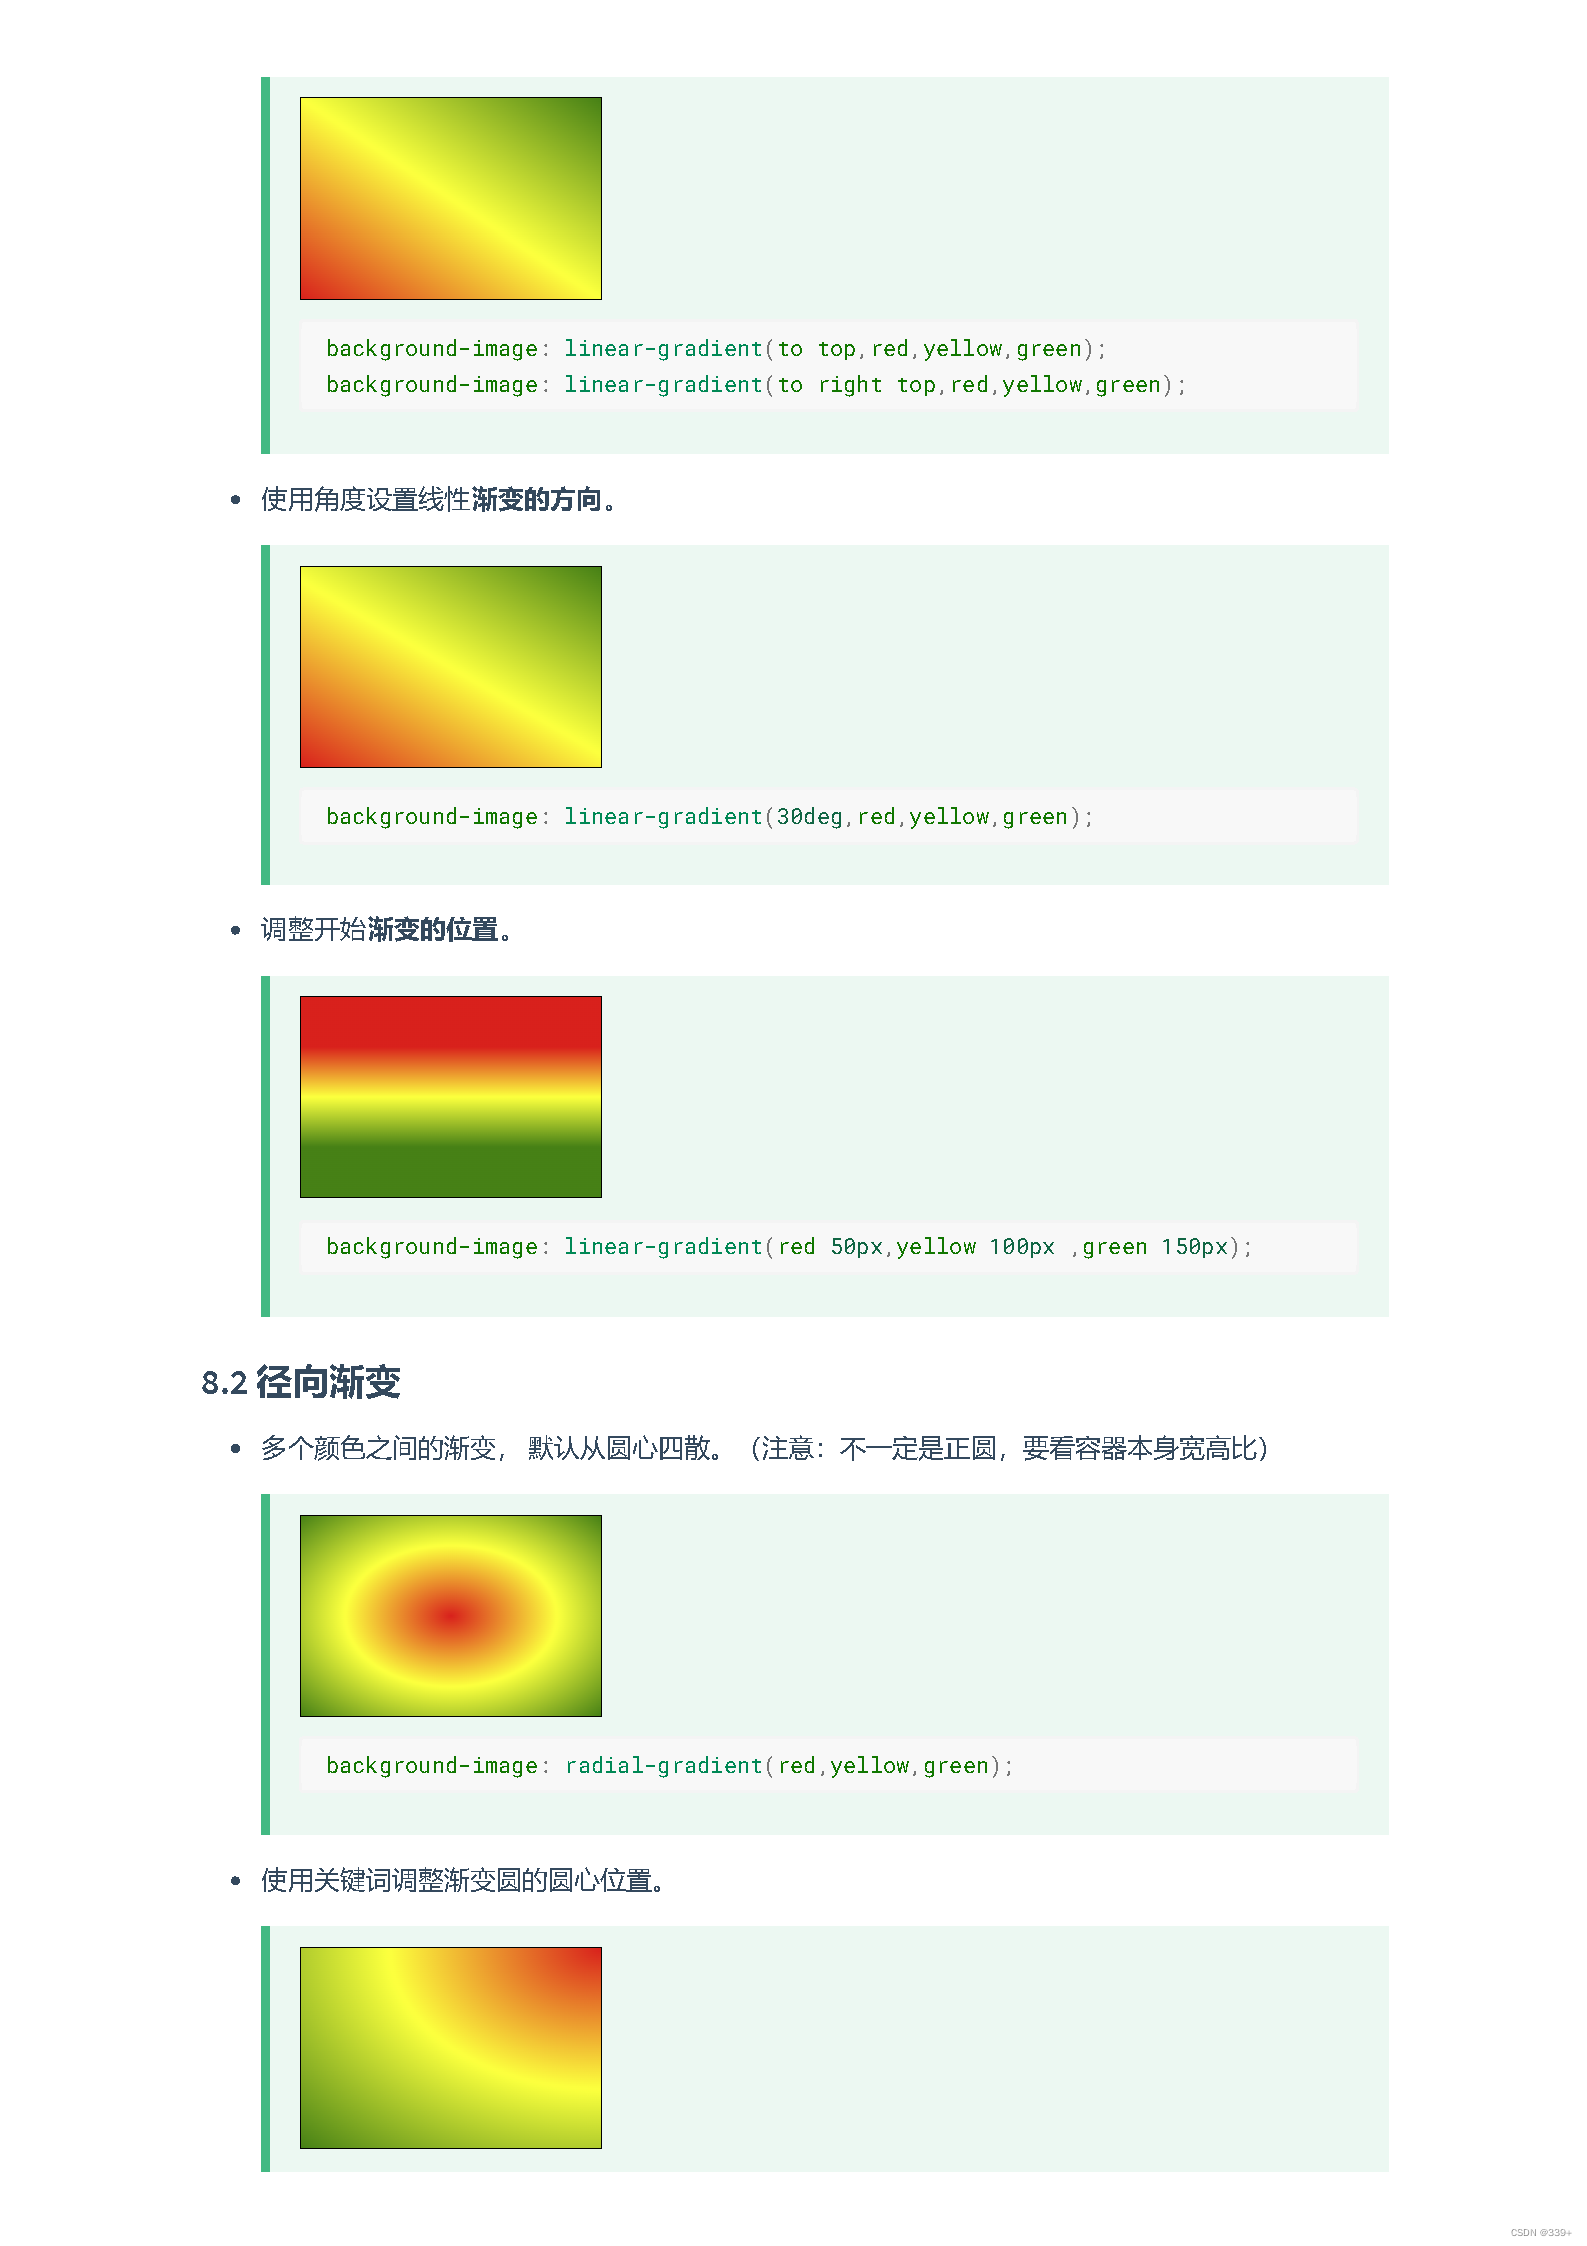 background-image: linear-gradient(to top,red,yellow,green);
background-image: linear-gradient(to right top,red,yellow,green);
使用角度设置线性渐变的方向。
background-image: linear-gradient(30deg,red,yellow,green);
调整开始渐变的位置。
background-image: linear-gradient(red 50px,yellow 100px ,green 150px);
8.2 径向渐变
多个颜色之间的渐变， 默认从圆心四散。（注意：不一定是正圆，要看容器本身宽高比）
background-image: radial-gradient(red,yellow,green);
使用关键词调整渐变圆的圆心位置。
CSDN @339+